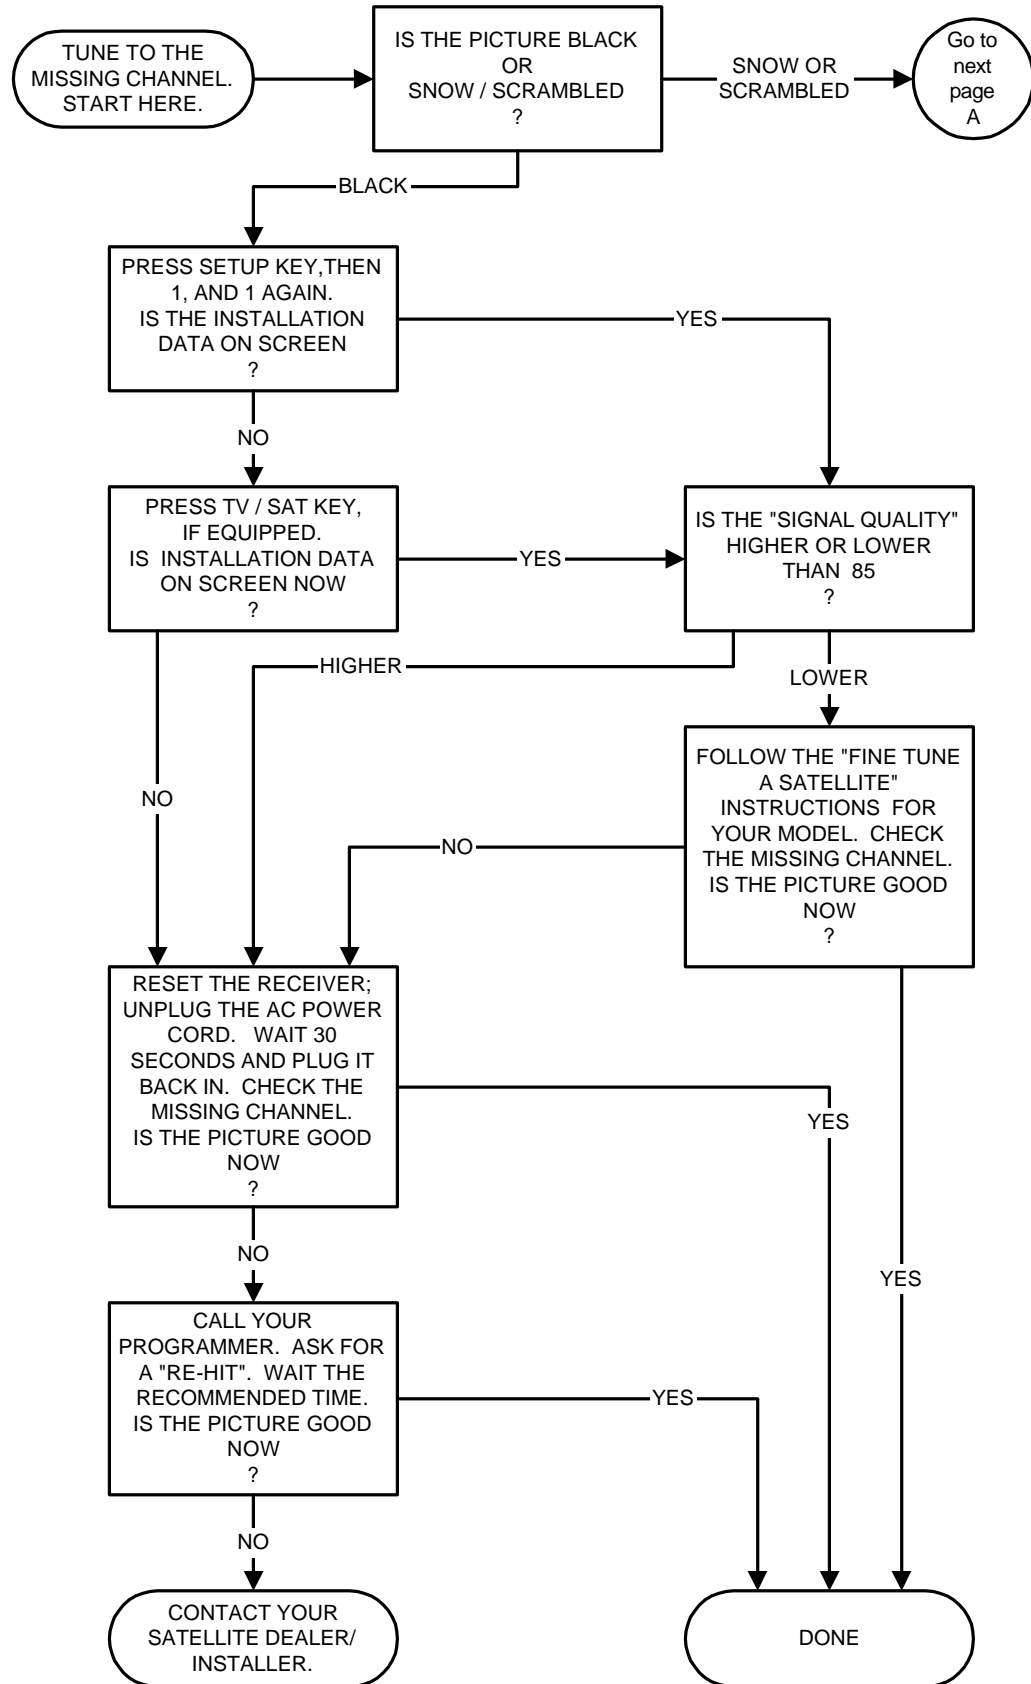 TUNE TO THE
MISSING CHANNEL.
START HERE.
IS THE PICTURE BLACK
OR
SNOW / SCRAMBLED
?
SNOW OR
SCRAMBLED
Go to
next
page
A
BLACK
PRESS SETUP KEY,THEN
1, AND 1 AGAIN.
IS THE INSTALLATION
DATA ON SCREEN
?
YES
NO
PRESS TV / SAT KEY,
IF EQUIPPED.
IS INSTALLATION DATA
ON SCREEN NOW
?
YES
IS THE "SIGNAL QUALITY"
HIGHER OR LOWER
THAN 85
?
HIGHER
LOWER
NO
FOLLOW THE "FINE TUNE
A SATELLITE"
INSTRUCTIONS FOR
YOUR MODEL. CHECK
THE MISSING CHANNEL.
IS THE PICTURE GOOD
NOW
?
NO
RESET THE RECEIVER;
UNPLUG THE AC POWER
CORD. WAIT 30
SECONDS AND PLUG IT
BACK IN. CHECK THE
MISSING CHANNEL.
IS THE PICTURE GOOD
NOW
?
YES
NO
YES
CALL YOUR
PROGRAMMER. ASK FOR
A "RE-HIT". WAIT THE
RECOMMENDED TIME.
IS THE PICTURE GOOD
NOW
?
YES
NO
CONTACT YOUR
SATELLITE DEALER/
INSTALLER.
DONE